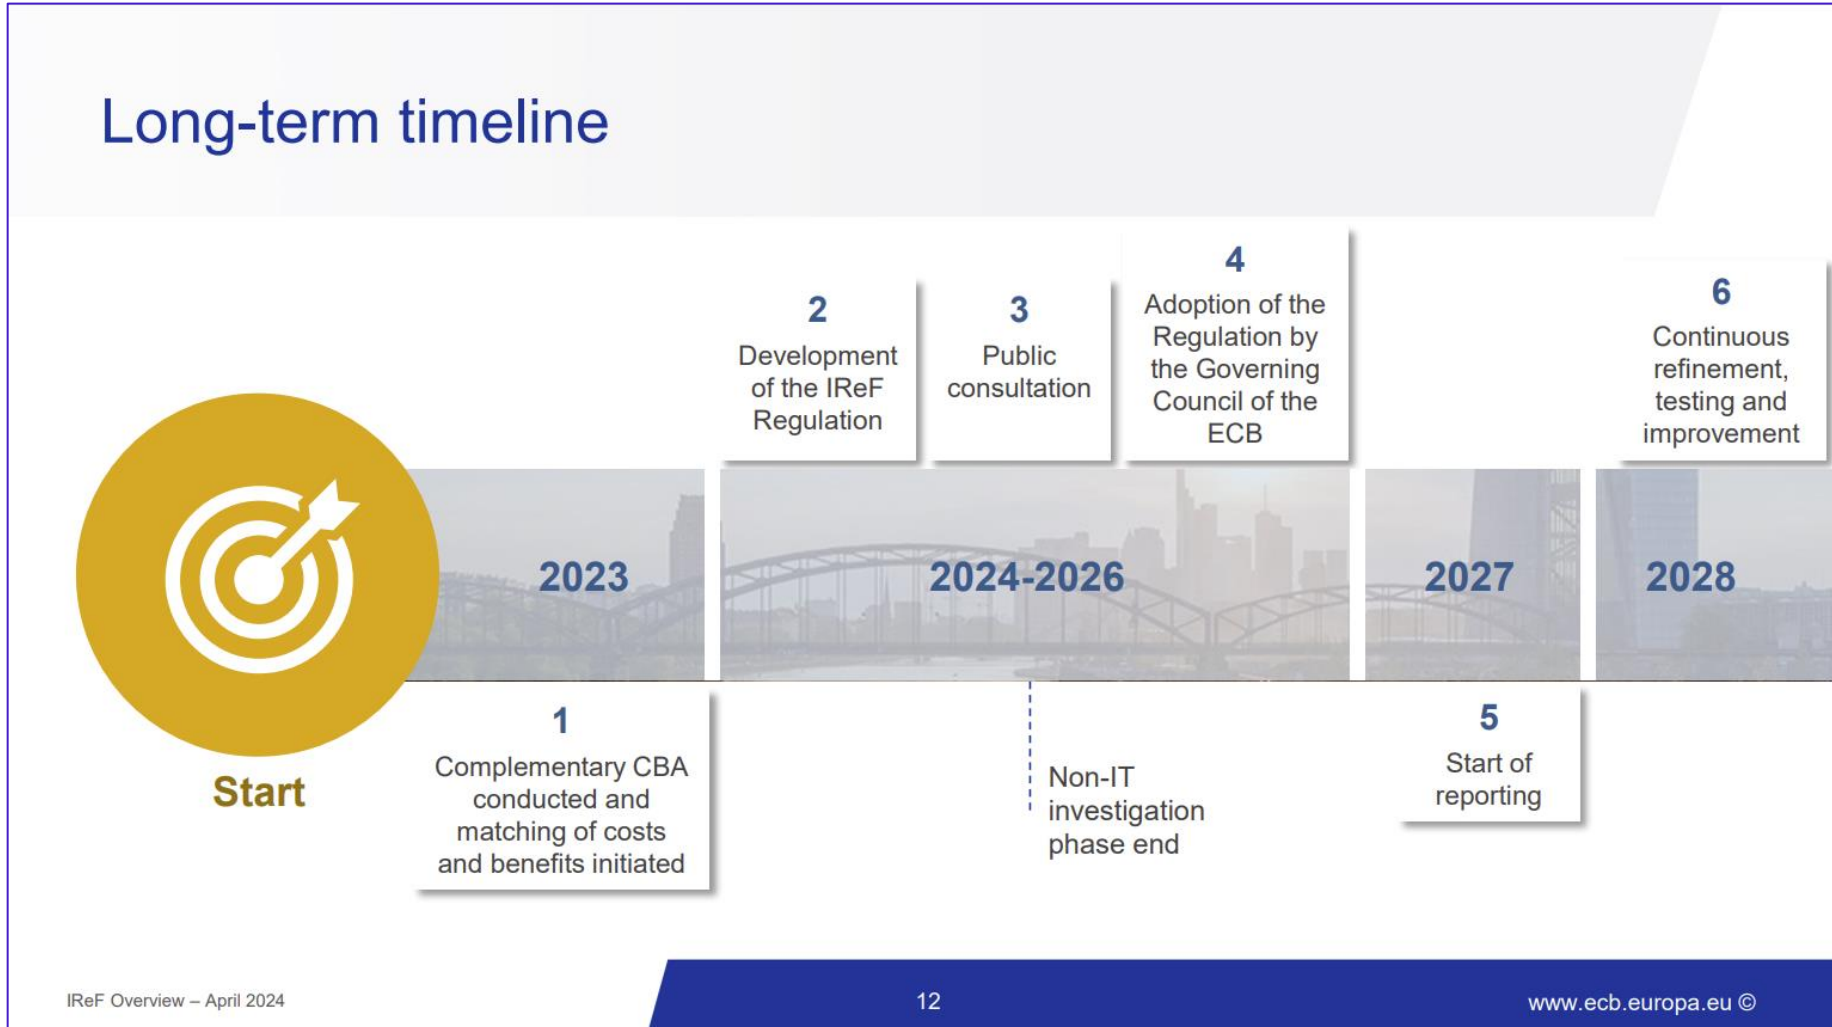 Long-term timeline
2
Development
of the IReF
Regulation
3
Public
consultation
4
Adoption of the
Regulation by
the Governing
Council of the
ECB
6
Continuous
refinement,
testing and
improvement
2023
2024-2026
2027
2028
Start
1
Complementary CBA
conducted and
matching of costs
and benefits initiated
Non-IT
investigation
phase end
5
Start of
reporting
IReF Overview – April 2024
12
www.ecb.europa.eu ©